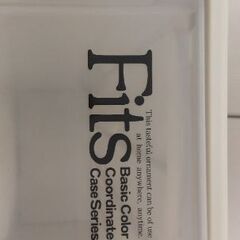 This tasteful ornament can be of use
at home anywhere, anytime.
Fits
Basic Color
Coordinate
Case Series